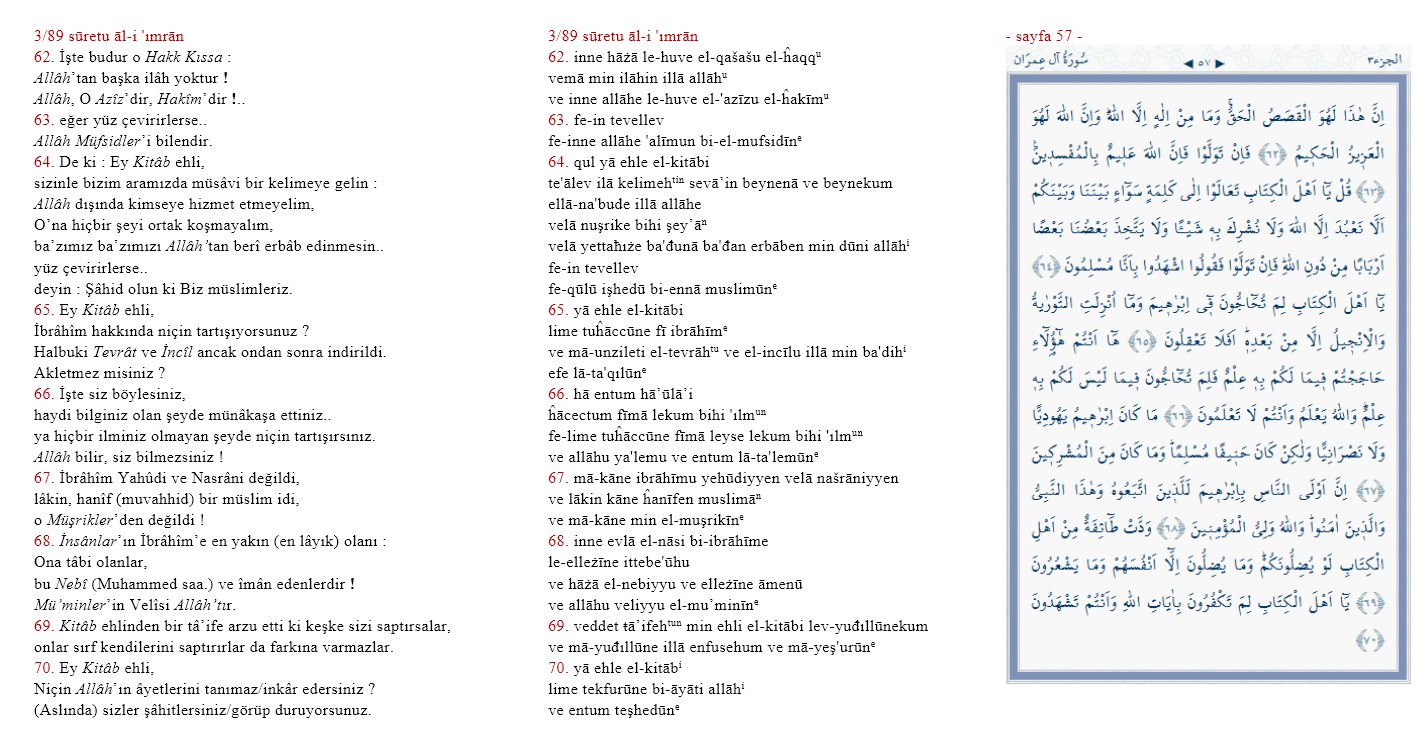 3/89 sūretu āl-i 'ımrān
62. İşte budur o Hakk Kıssa :
Allâh’tan başka ilâh yoktur !
Allâh, O Azîz’dir, Hakîm’dir !..
63. eğer yüz çevirirlerse..
Allâh Müfsidler’i bilendir.
64. De ki : Ey Kitâb ehli,
sizinle bizim aramızda müsâvi bir kelimeye gelin :
Allâh dışında kimseye hizmet etmeyelim,
O’na hiçbir şeyi ortak koşmayalım,
ba’zımız ba’zımızı Allâh’tan berî erbâb edinmesin..
yüz çevirirlerse..
deyin : Şâhid olun ki Biz müslimleriz.
65. Ey Kitâb ehli,
İbrâhîm hakkında niçin tartışıyorsunuz ?
Halbuki Tevrât ve İncîl ancak ondan sonra indirildi.
Akletmez misiniz ?
66. İşte siz böylesiniz,
haydi bilginiz olan şeyde münâkaşa ettiniz..
ya hiçbir ilminiz olmayan şeyde niçin tartışırsınız.
Allâh bilir, siz bilmezsiniz !
67. İbrâhîm Yahûdi ve Nasrâni değildi,
lâkin, hanîf (muvahhid) bir müslim idi,
o Müşrikler’den değildi !
68. İnsânlar’ın İbrâhîm’e en yakın (en lâyık) olanı :
Ona tâbi olanlar,
bu Nebî (Muhammed saa.) ve îmân edenlerdir !
Mü’minler’in Velîsi Allâh’tır.
69. Kitâb ehlinden bir tâ’ife arzu etti ki keşke sizi saptırsalar,
onlar sırf kendilerini saptırırlar da farkına varmazlar.
70. Ey Kitâb ehli,
Niçin Allâh’ın âyetlerini tanımaz/inkâr edersiniz ?
(Aslında) sizler şâhitlersiniz/görüp duruyorsunuz.
3/89 sūretu āl-i 'ımrān
62. inne hāżā le-huve el-qašašu el-ĥaqqᵘ
vemā min ilāhin illā allāhᵘ
ve inne allāhe le-huve el-'azīzu el-ĥakīmᵘ
63. fe-in tevellev
fe-inne allāhe 'alīmun bi-el-mufsidīnᵉ
64. qul yā ehle el-kitābi
te'ālev ilā kelimehᵗⁱⁿ sevā’in beynenā ve beynekum
ellā-na'bude illā allāhe
velā nuşrike bihi şey’āⁿ
velā yettaħıże ba'đunā ba'đan erbāben min dūni allāhⁱ
fe-in tevellev
fe-qūlū işhedū bi-ennā muslimūnᵉ
65. yā ehle el-kitābi
lime tuĥāccūne fī ibrāhīmᵉ
ve mā-unzileti el-tevrāhᵗᵘ ve el-incīlu illā min ba'dihⁱ
efe lā-ta'qılūnᵉ
66. hā entum hā’ūlā’i
ĥācectum fīmā lekum bihi 'ılmᵘⁿ
fe-lime tuĥāccūne fīmā leyse lekum bihi 'ılmᵘⁿ
ve allāhu ya'lemu ve entum lā-ta'lemūnᵉ
67. mā-kāne ibrāhīmu yehūdiyyen velā našrāniyyen
ve lākin kāne ĥanīfen muslimāⁿ
ve mā-kāne min el-muşrikīnᵉ
68. inne evlā el-nāsi bi-ibrāhīme
le-elleżīne ittebe'ūhu
ve hāżā el-nebiyyu ve elleżīne āmenū
ve allāhu veliyyu el-mu’minīnᵉ
69. veddet ŧā’ifehᵗᵘⁿ min ehli el-kitābi lev-yuđıllūnekum
ve mā-yuđıllūne illā enfusehum ve mā-yeş'urūnᵉ
70. yā ehle el-kitābⁱ
lime tekfurūne bi-āyāti allāhⁱ
ve entum teşhedūnᵉ
- sayfa 57 -
سُورَةُ آلِ عِمرَان ◄ ٥٧ ► الجزء٣
اِنَّ هٰذَا لَهُوَ الْقَصَصُ الْحَقُّۚ وَمَا مِنْ اِلٰهٍ اِلَّا اللّٰهُۜ وَاِنَّ اللّٰهَ لَهُوَ
الْعَزٖيزُ الْحَكٖيمُ ﴿٦٢﴾ فَاِنْ تَوَلَّوْا فَاِنَّ اللّٰهَ عَلٖيمٌ بِالْمُفْسِدٖينَۚ
﴿٦٣﴾ قُلْ يَٓا اَهْلَ الْكِتَابِ تَعَالَوْا اِلٰى كَلِمَةٍ سَوَٓاءٍ بَيْنَنَا وَبَيْنَكُمْ
اَلَّا نَعْبُدَ اِلَّا اللّٰهَ وَلَا نُشْرِكَ بِهٖ شَيْـًٔا وَلَا يَتَّخِذَ بَعْضُنَا بَعْضًا
اَرْبَابًا مِنْ دُونِ اللّٰهِۜ فَاِنْ تَوَلَّوْا فَقُولُوا اشْهَدُوا بِاَنَّا مُسْلِمُونَ ﴿٦٤﴾
يَٓا اَهْلَ الْكِتَابِ لِمَ تُحَٓاجُّونَ فٖٓى اِبْرٰهٖيمَ وَمَٓا اُنْزِلَتِ التَّوْرٰيةُ
وَالْاِنْجٖيلُ اِلَّا مِنْ بَعْدِهٖۜ اَفَلَا تَعْقِلُونَ ﴿٦٥﴾ هَٓا اَنْتُمْ هٰٓؤُ۬لَٓاءِ
حَاجَجْتُمْ فٖيمَا لَكُمْ بِهٖ عِلْمٌ فَلِمَ تُحَٓاجُّونَ فٖيمَا لَيْسَ لَكُمْ بِهٖ
عِلْمٌۜ وَاللّٰهُ يَعْلَمُ وَاَنْتُمْ لَا تَعْلَمُونَ ﴿٦٦﴾ مَا كَانَ اِبْرٰهٖيمُ يَهُودِيًّا
وَلَا نَصْرَانِيًّا وَلٰكِنْ كَانَ حَنٖيفًا مُسْلِمًاۜ وَمَا كَانَ مِنَ الْمُشْرِكٖينَ
﴿٦٧﴾ اِنَّ اَوْلَى النَّاسِ بِاِبْرٰهٖيمَ لَلَّذٖينَ اتَّبَعُوهُ وَهٰذَا النَّبِىُّ
وَالَّذٖينَ اٰمَنُواۜ وَاللّٰهُ وَلِىُّ الْمُؤْمِنٖينَ ﴿٦٨﴾ وَدَّتْ طَٓائِفَةٌ مِنْ اَهْلِ
الْكِتَابِ لَوْ يُضِلُّونَكُمْۜ وَمَا يُضِلُّونَ اِلَّٓا اَنْفُسَهُمْ وَمَا يَشْعُرُونَ
﴿٦٩﴾ يَٓا اَهْلَ الْكِتَابِ لِمَ تَكْفُرُونَ بِاٰيَاتِ اللّٰهِ وَاَنْتُمْ تَشْهَدُونَ
﴿٧٠﴾